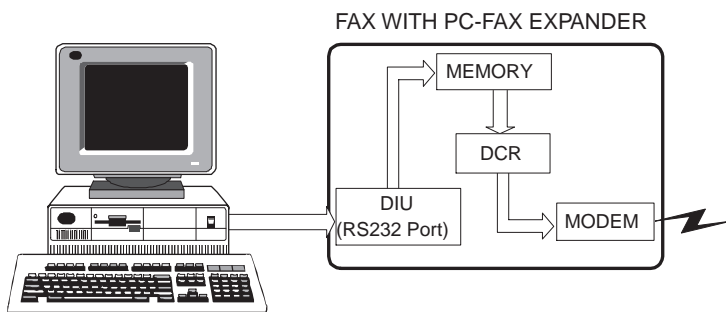 FAX WITH PC-FAX EXPANDER
MEMORY
DCR
DIU
(RS232 Port)
MODEM